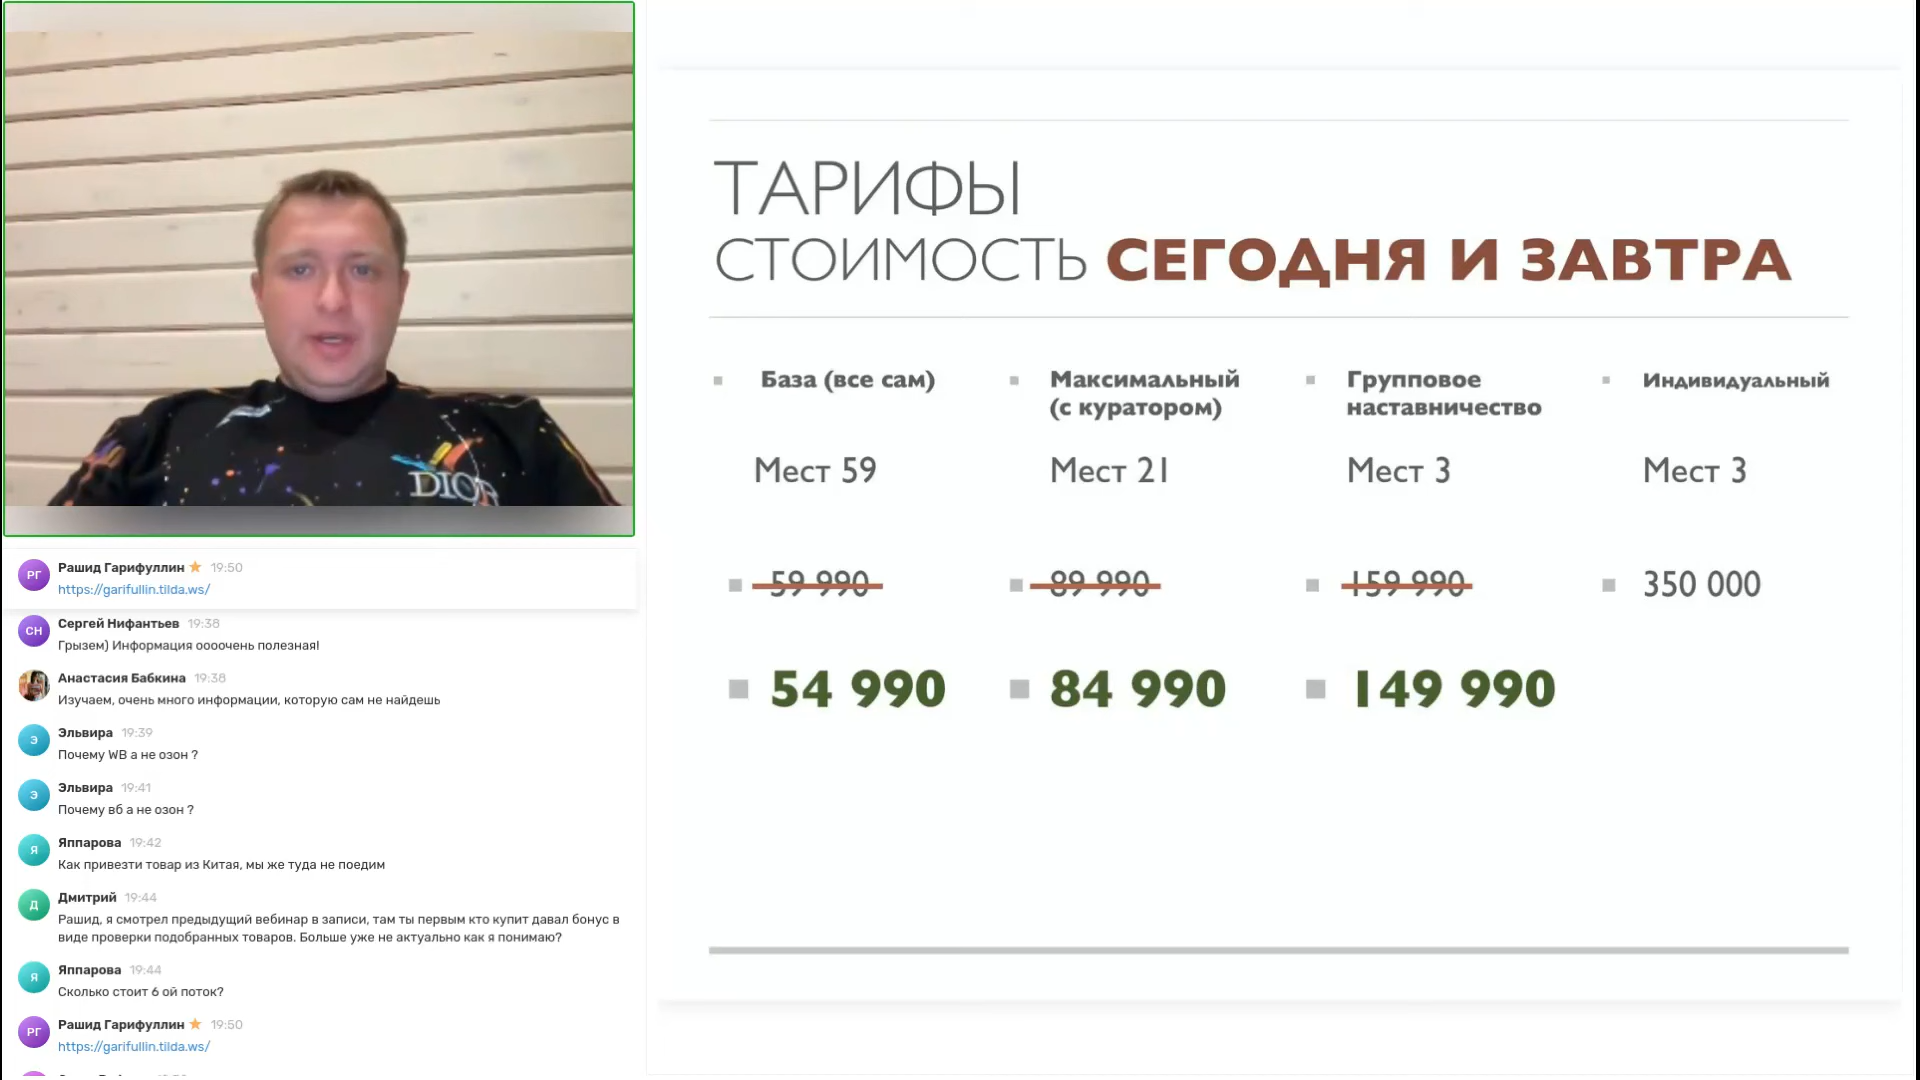 DIOR
РГ
Рашид Гарифуллин 19:50
https://garifullin.tilda.ws/
СН
Сергей Нифантьев 19:38
Грызем) Информация оооочень полезная!
Анастасия Бабкина 19:38
Изучаем, очень много информации, которую сам не найдешь
Э
Эльвира 19:39
Почему WB а не озон ?
Э
Эльвира 19:41
Почему вб а не озон ?
Я
Яппарова 19:42
Как привезти товар из Китая, мы же туда не поедим
Д
Дмитрий 19:44
Рашид, я смотрел предыдущий вебинар в записи, там ты первым кто купит давал бонус в
виде проверки подобранных товаров. Больше уже не актуально как я понимаю?
Я
Яппарова 19:44
Сколько стоит 6 ой поток?
РГ
Рашид Гарифуллин 19:50
https://garifullin.tilda.ws/
ТАРИФЫ
СТОИМОСТЬ СЕГОДНЯ И ЗАВТРА
База (все сам)
Мест 59
59 990
54 990
Максимальный
(с куратором)
Мест 21
89 990
84 990
Групповое
наставничество
Мест 3
159 990
149 990
Индивидуальный
Мест 3
350 000